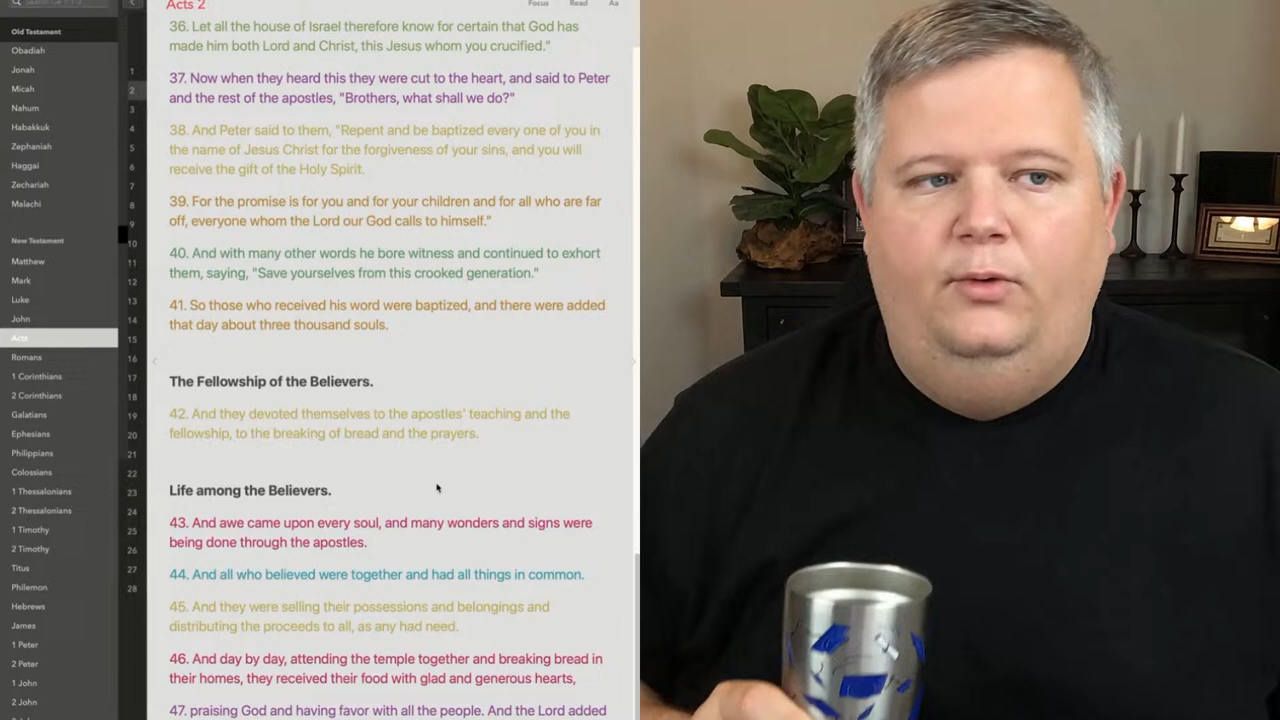 Acts 2
Focus
Read
Aa
Old Testament
Obadiah
Jonah
Micah
Nahum
Habakkuk
Zephaniah
Haggai
Zechariah
Malachi
New Testament
Matthew
Mark
Luke
John
Acts
Romans
1 Corinthians
2 Corinthians
Galatians
Ephesians
Philippians
Colossians
1 Thessalonians
2 Thessalonians
1 Timothy
2 Timothy
Titus
Philemon
Hebrews
James
1 Peter
2 Peter
1 John
2 John
1
2
3
4
5
6
7
8
9
10
11
12
13
14
15
16
17
18
19
20
21
22
23
24
25
26
27
28
36. Let all the house of Israel therefore know for certain that God has
made him both Lord and Christ, this Jesus whom you crucified."
37. Now when they heard this they were cut to the heart, and said to Peter
and the rest of the apostles, "Brothers, what shall we do?"
38. And Peter said to them, "Repent and be baptized every one of you in
the name of Jesus Christ for the forgiveness of your sins, and you will
receive the gift of the Holy Spirit.
39. For the promise is for you and for your children and for all who are far
off, everyone whom the Lord our God calls to himself."
40. And with many other words he bore witness and continued to exhort
them, saying, "Save yourselves from this crooked generation."
41. So those who received his word were baptized, and there were added
that day about three thousand souls.
The Fellowship of the Believers.
42. And they devoted themselves to the apostles' teaching and the
fellowship, to the breaking of bread and the prayers.
Life among the Believers.
43. And awe came upon every soul, and many wonders and signs were
being done through the apostles.
44. And all who believed were together and had all things in common.
45. And they were selling their possessions and belongings and
distributing the proceeds to all, as any had need.
46. And day by day, attending the temple together and breaking bread in
their homes, they received their food with glad and generous hearts,
47. praising God and having favor with all the people. And the Lord added